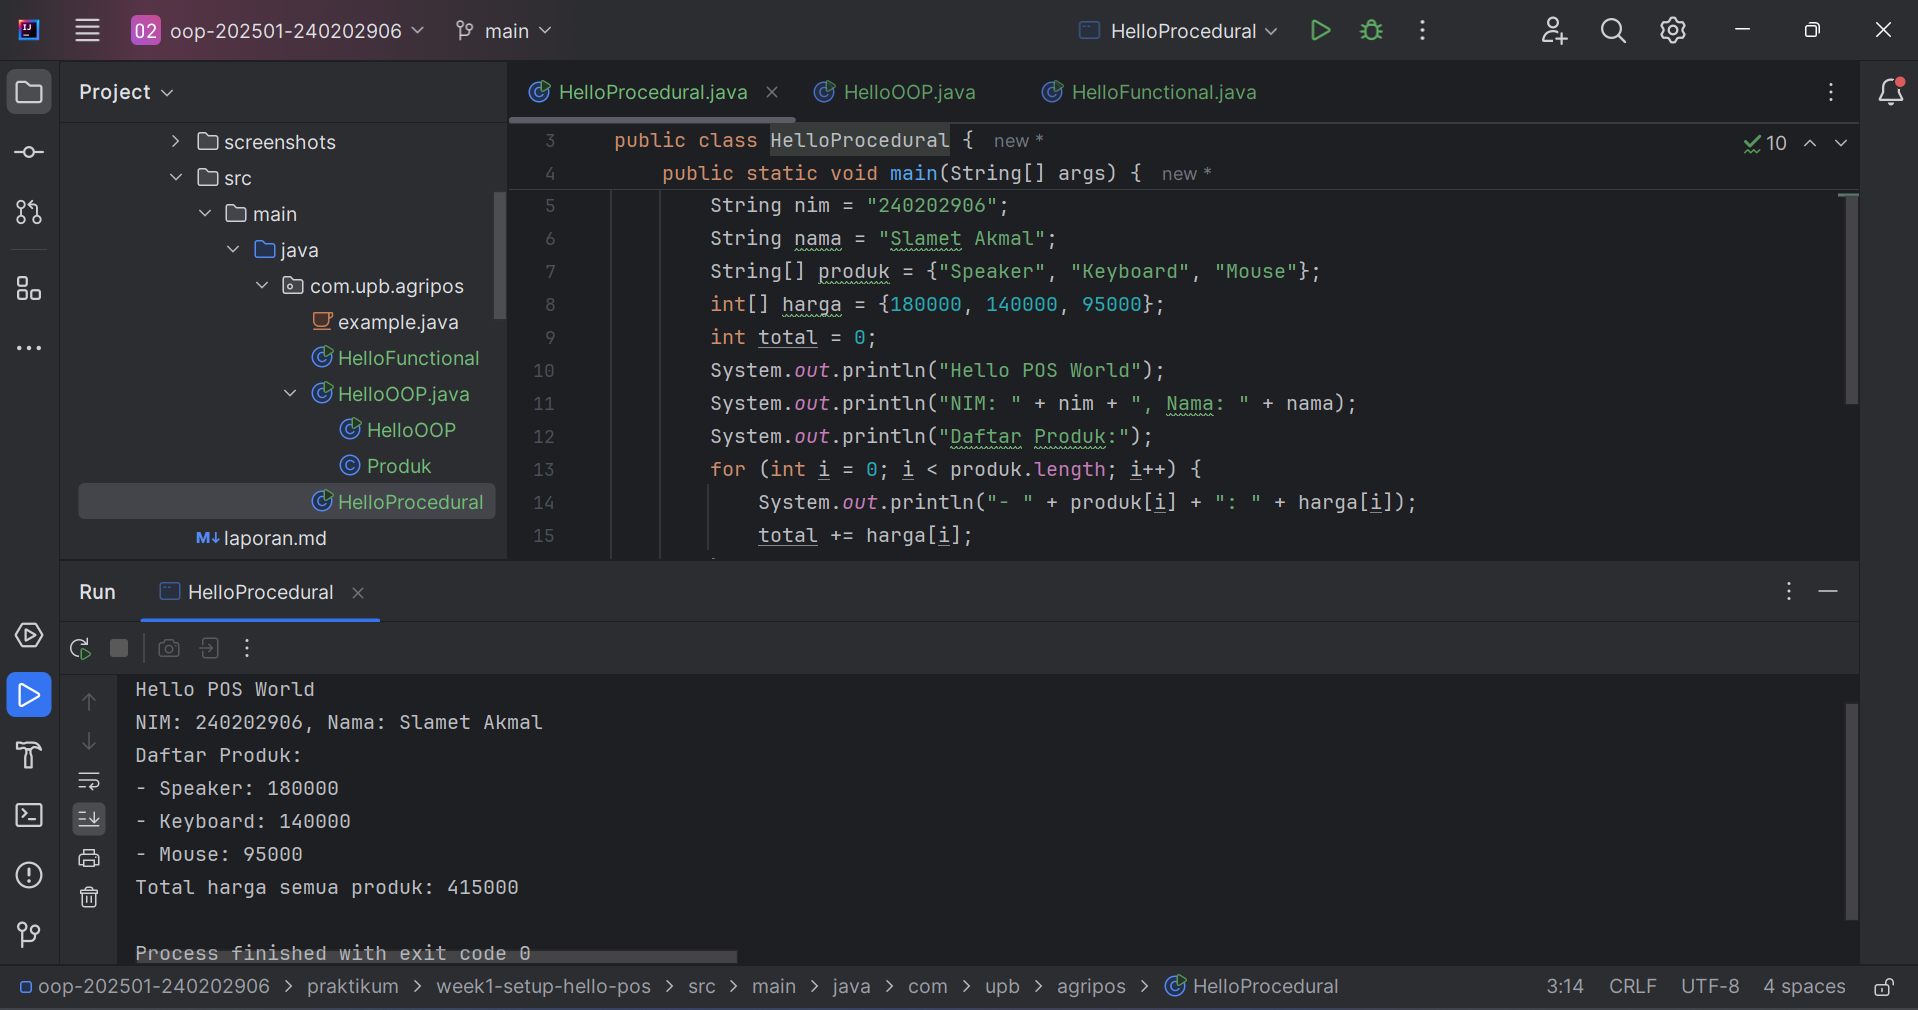 02 oop-202501-240202906 main HelloProcedural
Project
screenshots
src
main
java
com.upb.agripos
example.java
HelloFunctional
HelloOOP.java
HelloOOP
Produk
HelloProcedural
laporan.md
HelloProcedural.java HelloOOP.java HelloFunctional.java
3 public class HelloProcedural { new *
4 public static void main(String[] args) { new *
5 String nim = "240202906";
6 String nama = "Slamet Akmal";
7 String[] produk = {"Speaker", "Keyboard", "Mouse"};
8 int[] harga = {180000, 140000, 95000};
9 int total = 0;
10 System.out.println("Hello POS World");
11 System.out.println("NIM: " + nim + ", Nama: " + nama);
12 System.out.println("Daftar Produk:");
13 for (int i = 0; i < produk.length; i++) {
14 System.out.println("- " + produk[i] + ": " + harga[i]);
15 total += harga[i];
10
Run HelloProcedural
Hello POS World
NIM: 240202906, Nama: Slamet Akmal
Daftar Produk:
- Speaker: 180000
- Keyboard: 140000
- Mouse: 95000
Total harga semua produk: 415000
Process finished with exit code 0
oop-202501-240202906 > praktikum > week1-setup-hello-pos > src > main > java > com > upb > agripos > HelloProcedural 3:14 CRLF UTF-8 4 spaces